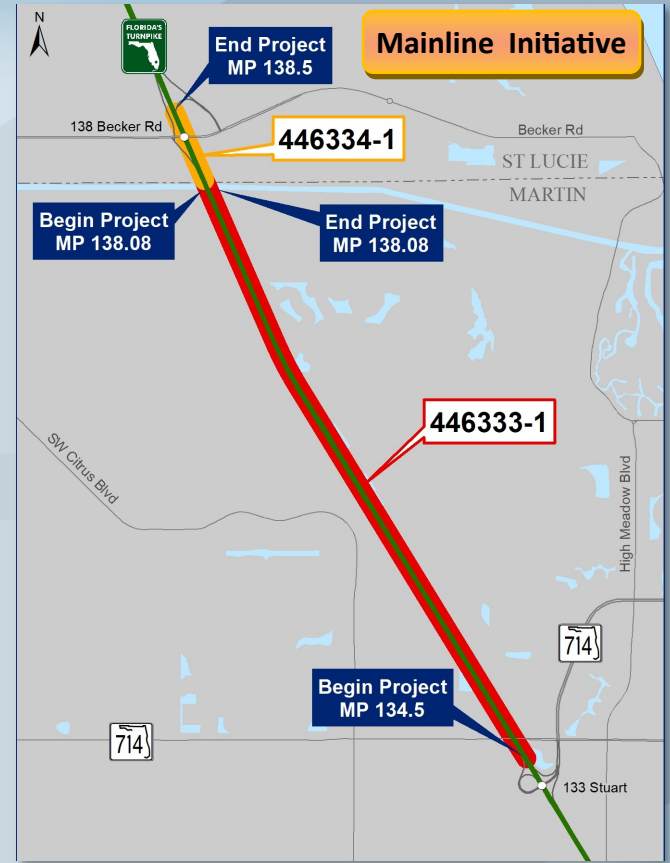 N
FLORIDA'S
TURNPIKE
Mainline Initiative
End Project
MP 138.5
138 Becker Rd
446334-1
Becker Rd
ST LUCIE
MARTIN
Begin Project
MP 138.08
End Project
MP 138.08
446333-1
SW Citrus Blvd
High Meadow Blvd
714
Begin Project
MP 134.5
714
133 Stuart